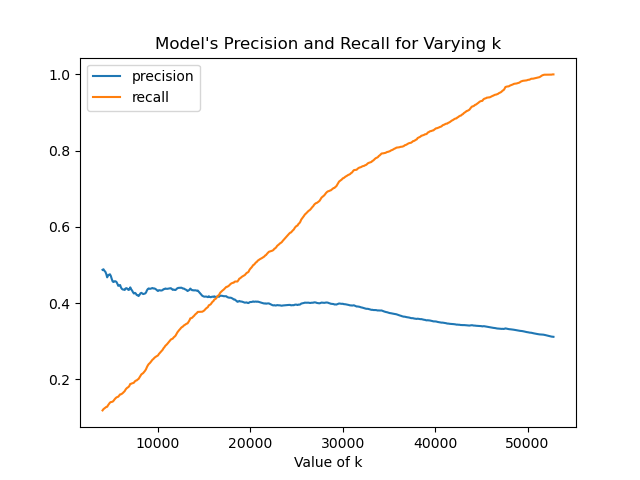 Model's Precision and Recall for Varying k
precision
recall
1.0
0.8
0.6
0.4
0.2
10000
20000
30000
40000
50000
Value of k